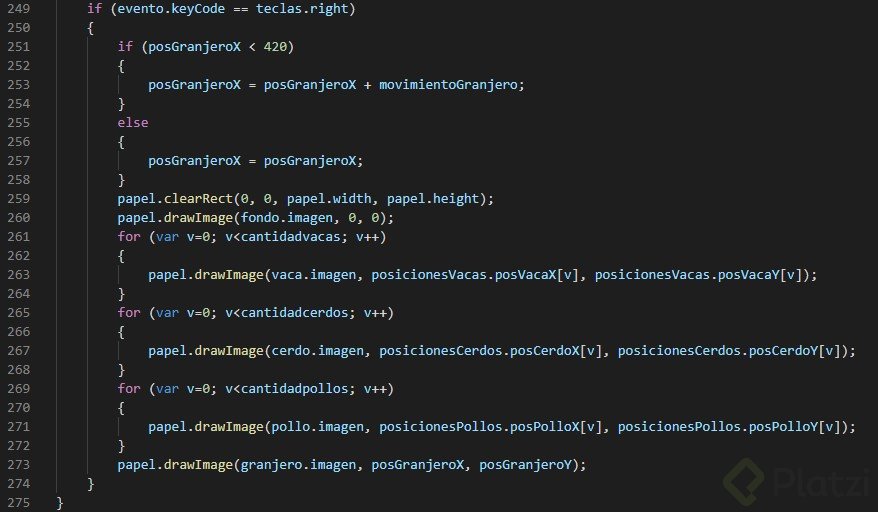 249 if (evento.keyCode == teclas.right)
250 {
251 if (posGranjeroX < 420)
252 {
253 posGranjeroX = posGranjeroX + movimientoGranjero;
254 }
255 else
256 {
257 posGranjeroX = posGranjeroX;
258 }
259 papel.clearRect(0, 0, papel.width, papel.height);
260 papel.drawImage(fondo.imagen, 0, 0);
261 for (var v=0; v<cantidadvacas; v++)
262 {
263 papel.drawImage(vaca.imagen, posicionesVacas.posVacaX[v], posicionesVacas.posVacaY[v]);
264 }
265 for (var v=0; v<cantidadcerdos; v++)
266 {
267 papel.drawImage(cerdo.imagen, posicionesCerdos.posCerdoX[v], posicionesCerdos.posCerdoY[v]);
268 }
269 for (var v=0; v<cantidadpollos; v++)
270 {
271 papel.drawImage(pollo.imagen, posicionesPollos.posPolloX[v], posicionesPollos.posPolloY[v]);
272 }
273 papel.drawImage(granjero.imagen, posGranjeroX, posGranjeroY);
274 }
275 }
Platzi